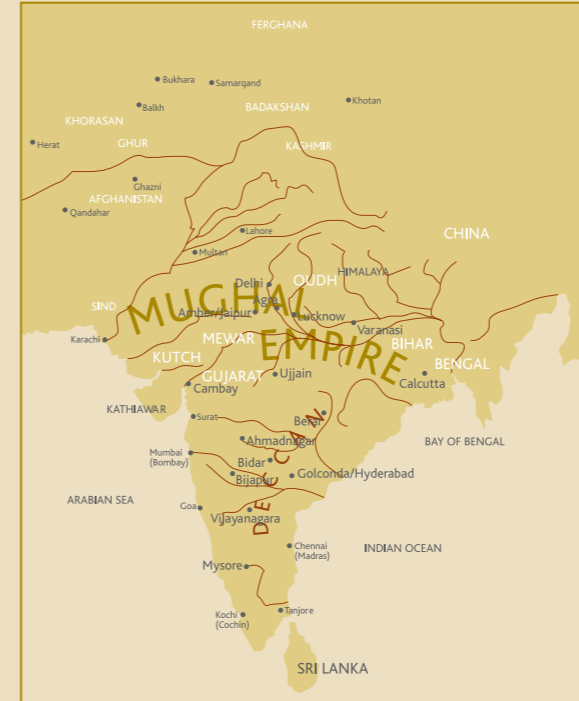 FERGHANA
Bukhara
Samarqand
Khotan
Balkh
BADAKSHAN
KHORASAN
GHUR
Herat
KASHMIR
Ghazni
AFGHANISTAN
Qandahar
Lahore
CHINA
Multan
HIMALAYA
Delhi
OUDH
MUGHAL
EMPIRE
Agra
SIND
Amber/Jaipur
Lucknow
Varanasi
Karachi
MEWAR
BIHAR
KUTCH
BENGAL
GUJARAT
Ujjain
Calcutta
Cambay
KATHIAWAR
Surat
Berar
DECCAN
Ahmadnagar
BAY OF BENGAL
Mumbai
(Bombay)
Bidar
Bijapur
Golconda/Hyderabad
ARABIAN SEA
Goa
Vijayanagara
Chennai
(Madras)
INDIAN OCEAN
Mysore
Kochi
(Cochin)
Tanjore
SRI LANKA